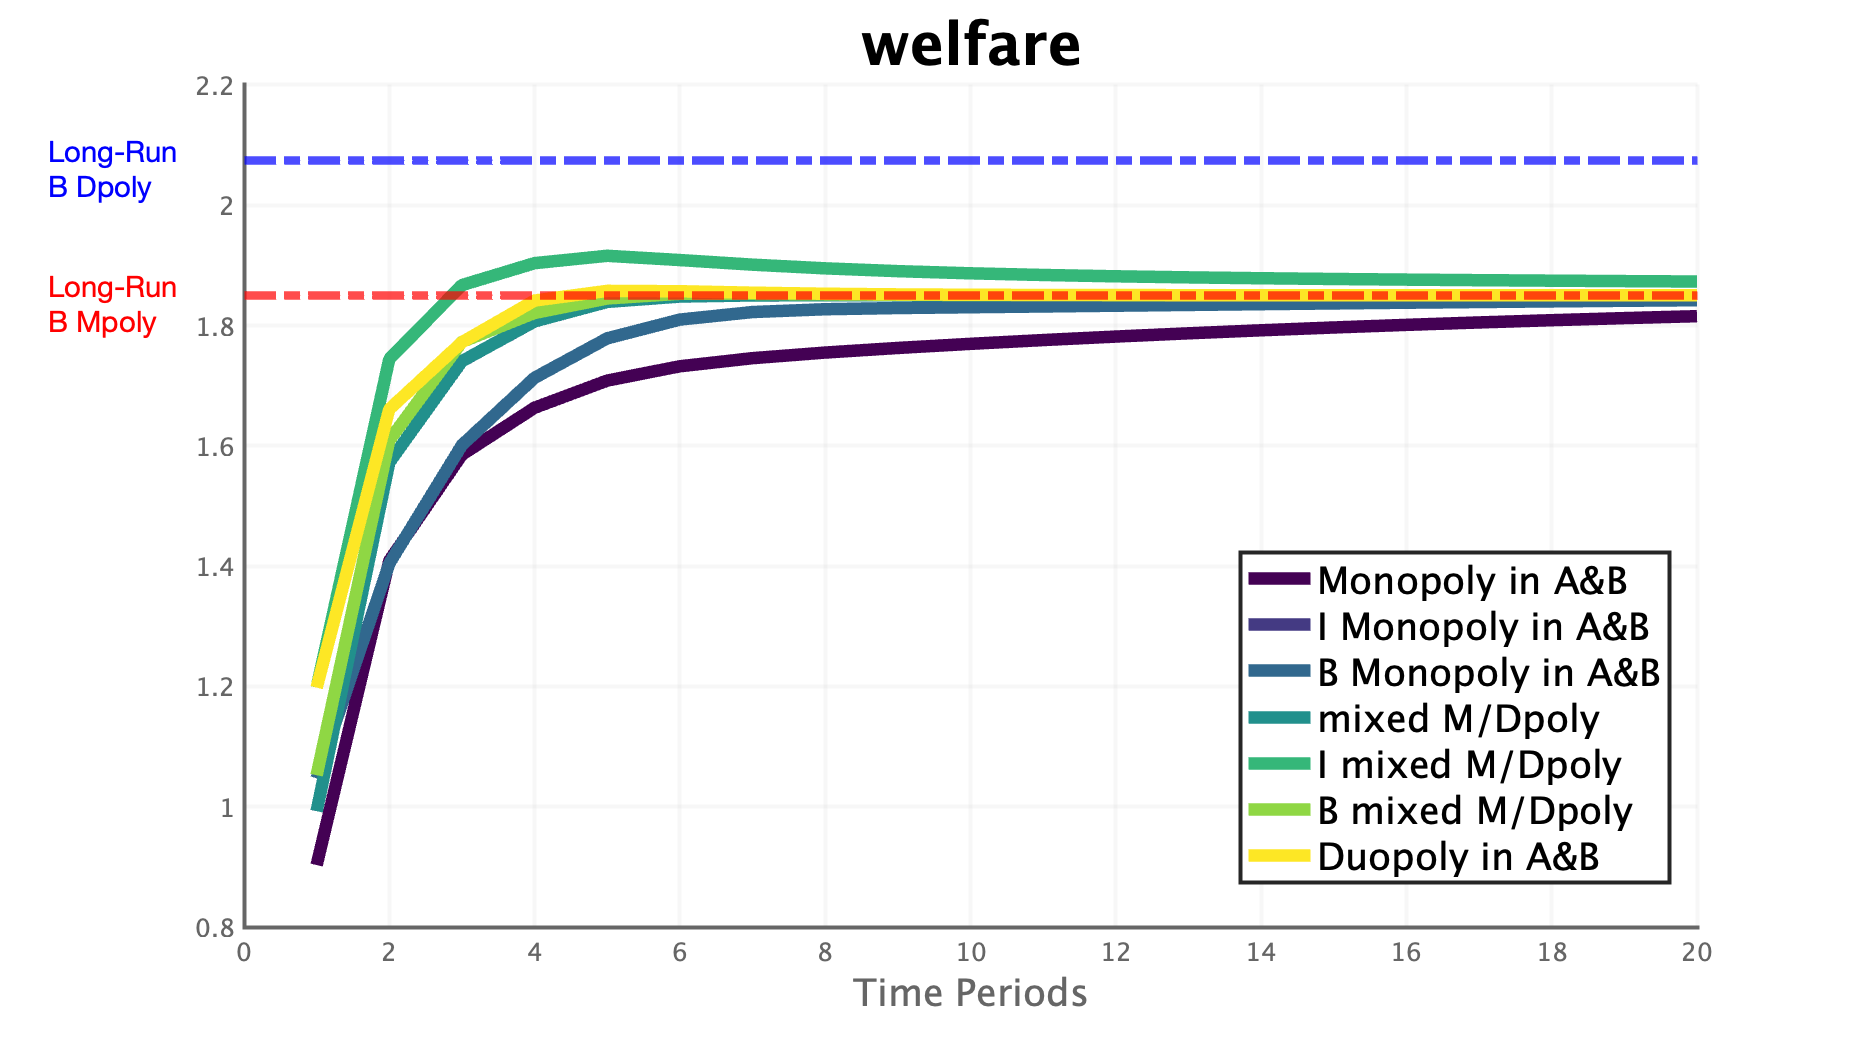 welfare
2.2
Long-Run
B Dpoly
2
Long-Run
B Mpoly
1.8
1.6
1.4
1.2
1
0.8
Monopoly in A&B
I Monopoly in A&B
B Monopoly in A&B
mixed M/Dpoly
I mixed M/Dpoly
B mixed M/Dpoly
Duopoly in A&B
0 2 4 6 8 10 12 14 16 18 20
Time Periods